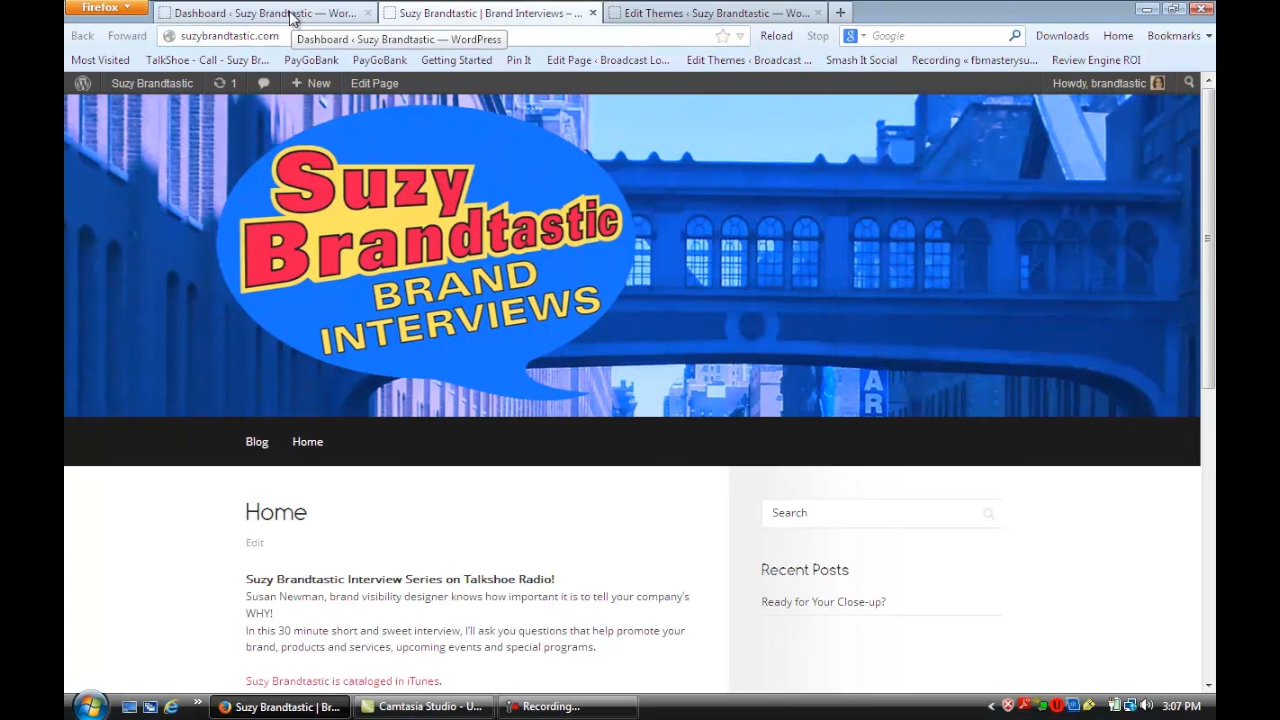 Firefox
Dashboard ‹ Suzy Brandtastic — Wor...
Suzy Brandtastic | Brand Interviews – ...
Edit Themes ‹ Suzy Brandtastic — Wo...
Back
Forward
suzybrandtastic.com
Dashboard ‹ Suzy Brandtastic — WordPress
Google
Reload
Stop
Downloads
Home
Bookmarks
Most Visited
TalkShoe - Call - Suzy Br...
PayGoBank
PayGoBank
Getting Started
Pin It
Edit Page ‹ Broadcast Lo...
Edit Themes ‹ Broadcast ...
Smash It Social
Recording « fbmasterysu...
Review Engine ROI
Suzy Brandtastic
1
+ New
Edit Page
Howdy, brandtastic
Suzy
Brandtastic
BRAND
INTERVIEWS
AR
Blog
Home
Home
Edit
Search
Suzy Brandtastic Interview Series on Talkshoe Radio!
Susan Newman, brand visibility designer knows how important it is to tell your company's
WHY!
In this 30 minute short and sweet interview, I'll ask you questions that help promote your
brand, products and services, upcoming events and special programs.
Suzy Brandtastic is cataloged in iTunes.
Recent Posts
Ready for Your Close-up?
Suzy Brandtastic | Br...
Camtasia Studio - U...
Recording...
3:07 PM